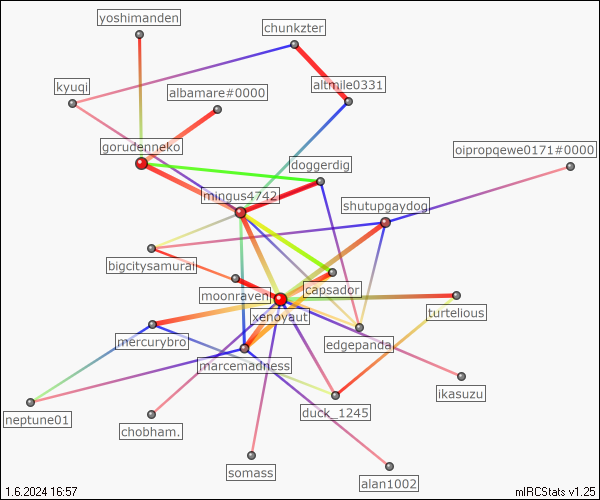 yoshimanden
chunkzter
kyuqi
albamare#0000
altmile0331
gorudenneko
doggerdig
oipropqewe0171#0000
mingus4742
shutupgaydog
bigcitysamurai
moonraveni
capsador
xenoyaut
turtelious
mercurybro
edgepanda
marcemadness
ikasuzu
neptune01
duck_1245
chobham.
somass
alan1002
1.6.2024 16:57
mIRCStats v1.25